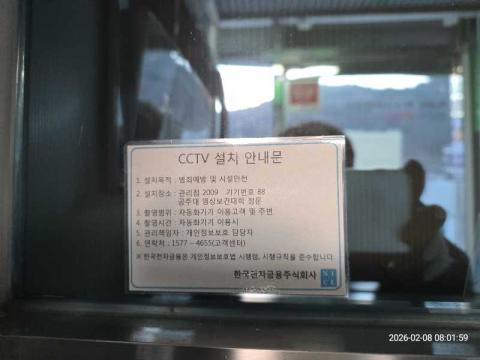 CCTV 설치 안내문
1. 설치목적 : 범죄예방 및 시설안전
2. 설치장소 : 관리점 2009 기기번호 88
공주대 영상보건대학 정문
3. 촬영범위 : 자동화기기 이용고객 및 주변
4. 촬영시간 : 자동화기기 이용시
5. 관리책임자 : 개인정보보호 담당자
6. 연락처 : 1577 - 4655(고객센터)
※ 한국전자금융은 개인정보보호법 시행령, 시행규칙을 준수합니다.
한국전자금융주식회사
NICE
2026-02-08 08:01:59